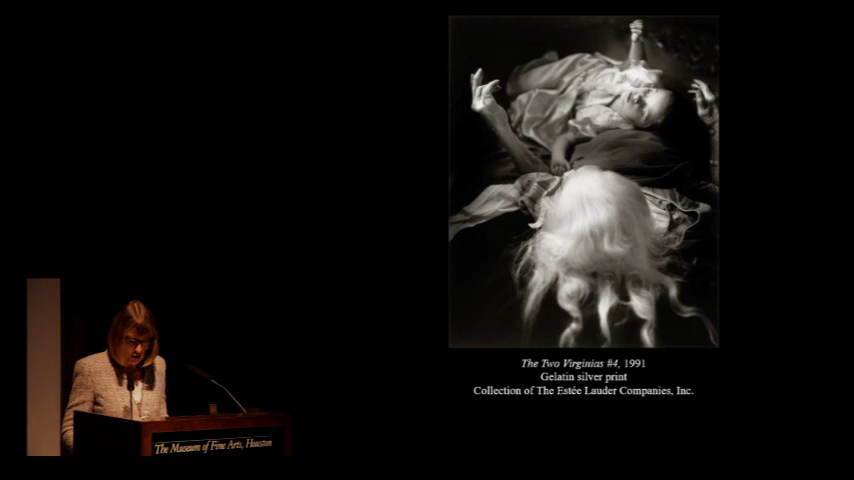 The Two Virginias #4, 1991
Gelatin silver print
Collection of The Estée Lauder Companies, Inc.
The Museum of Fine Arts, Houston